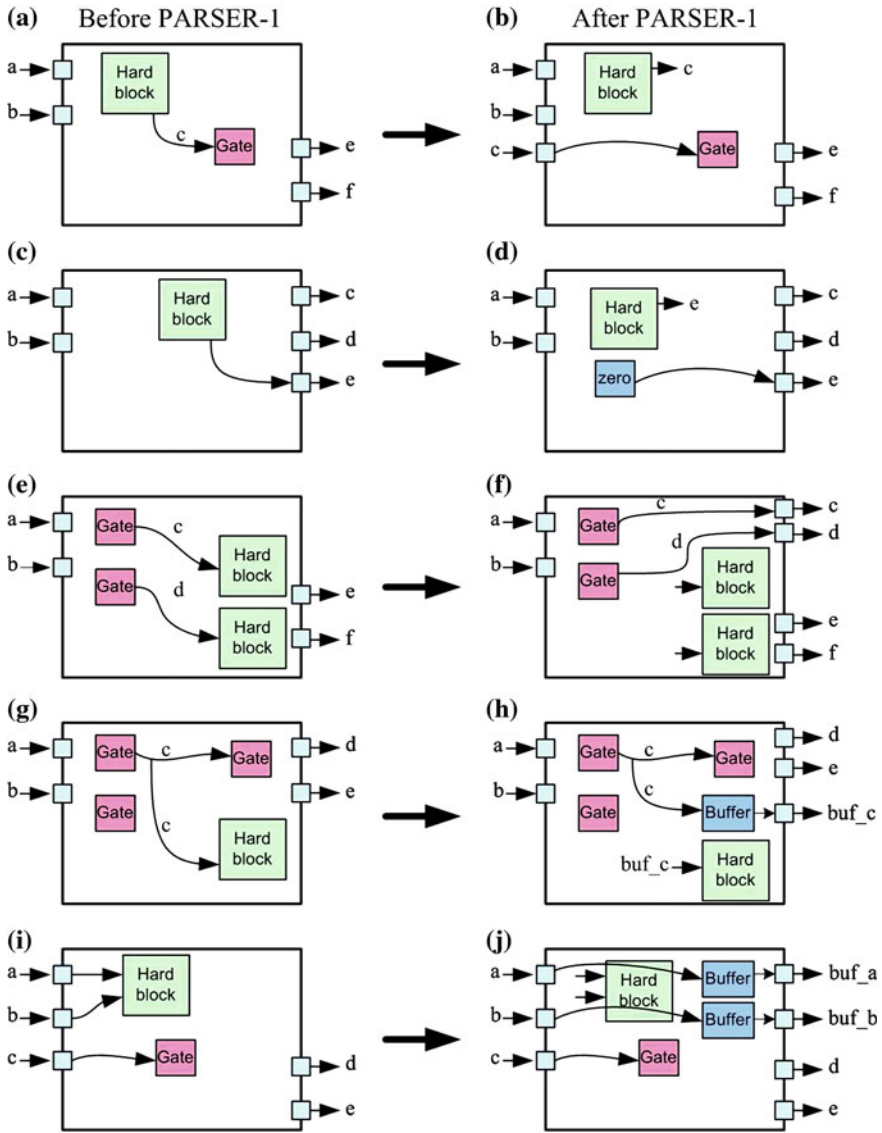 (a) Before PARSER-1
(b) After PARSER-1
a
b
Hard
block
c
Gate
e
f
a
b
c
Hard
block
c
Gate
e
f
(c)
(d)
a
b
Hard
block
c
d
e
a
b
Hard
block
e
zero
c
d
e
(e)
(f)
a
b
Gate
c
Gate
d
Hard
block
Hard
block
e
f
a
b
Gate
c
Gate
d
Hard
block
Hard
block
c
d
e
f
(g)
(h)
a
b
Gate
c
Gate
Gate
c
Hard
block
d
e
a
b
Gate
c
Gate
c
Gate
Buffer
buf_c
Hard
block
d
e
buf_c
(i)
(j)
a
b
c
Hard
block
Gate
d
e
a
b
c
Hard
block
Buffer
Buffer
Gate
buf_a
buf_b
d
e